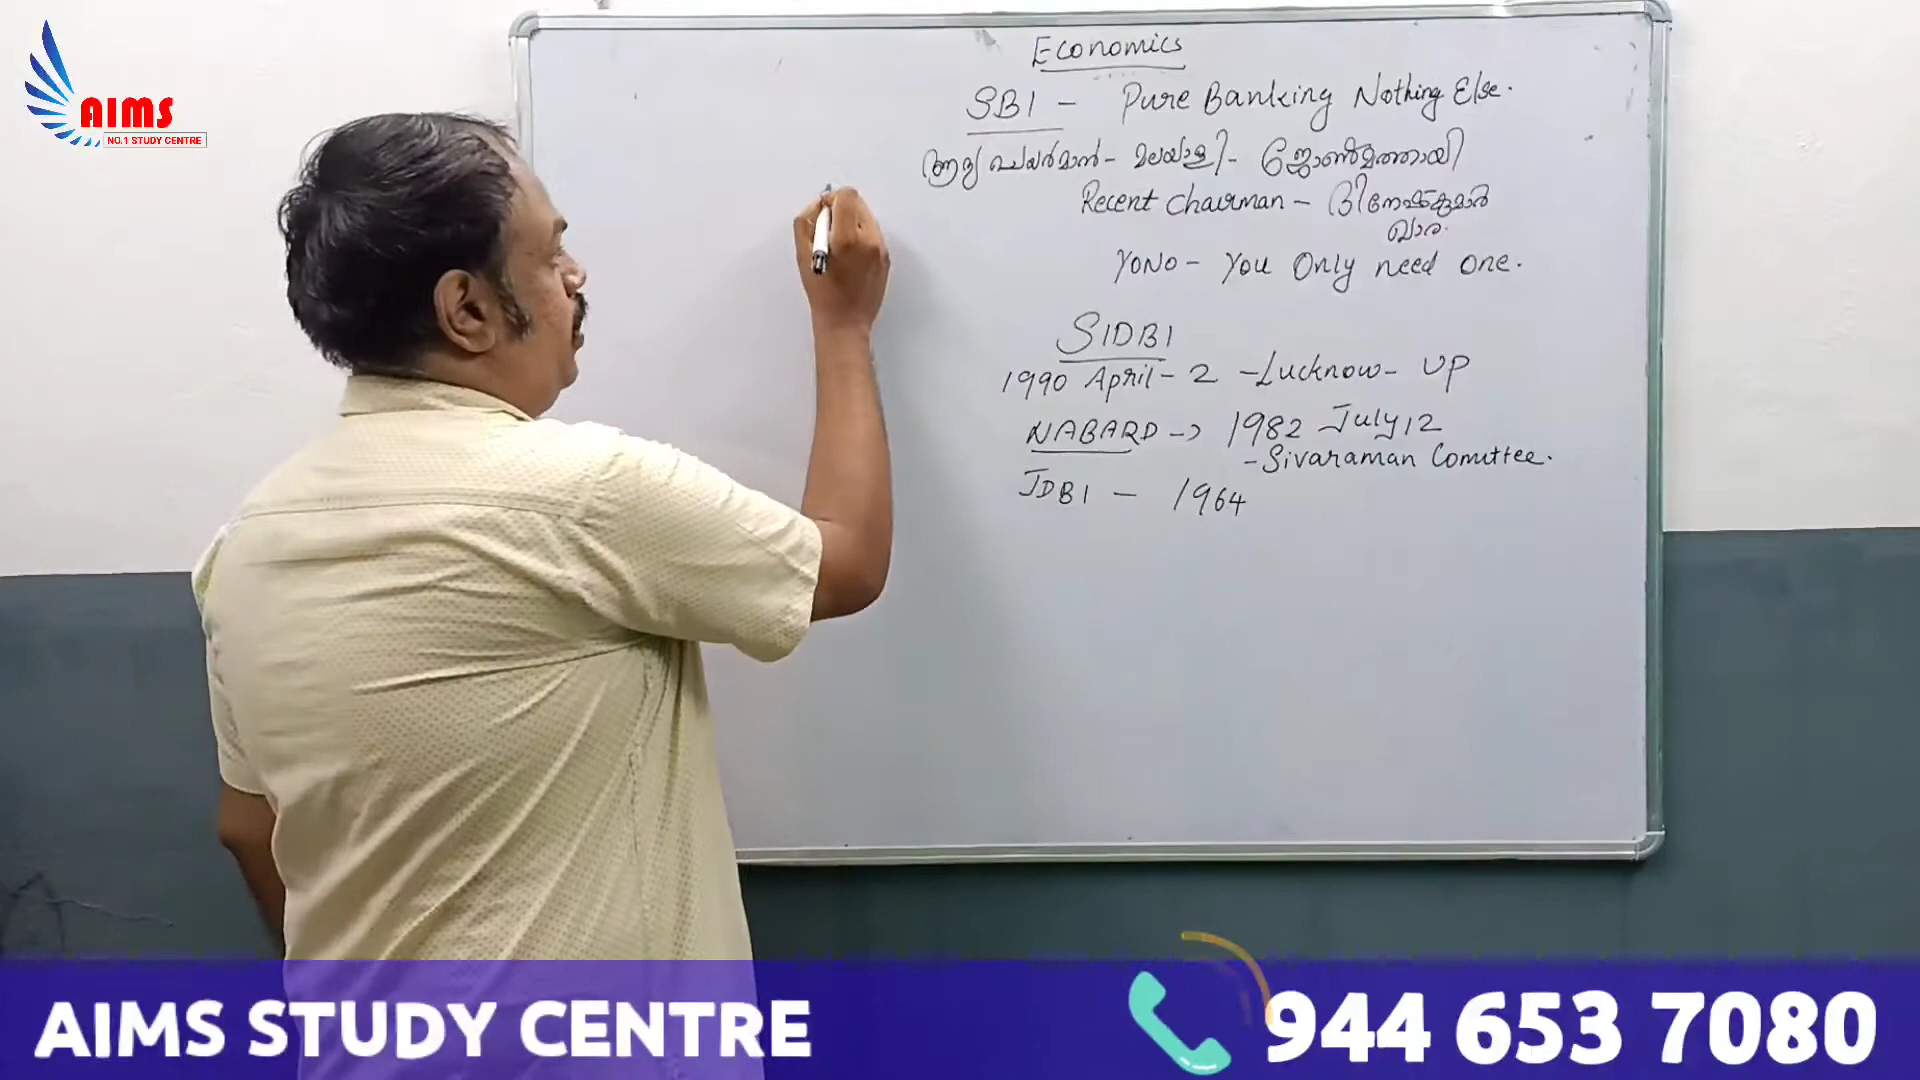 AIMS
NO.1 STUDY CENTRE
Economics
SBI - Pure Banking Nothing Else.
ആദ്യ ചെയർമാൻ - മലയാളി - ജോൺമത്തായി
Recent Chairman - ദിനേഷ്കുമാർ
ഖാര.
YONO - You Only need one.
SIDBI
1990 April - 2 - Lucknow - UP
NABARD -> 1982 July 12
- Sivaraman Comittee.
IDBI - 1964
AIMS STUDY CENTRE
944 653 7080